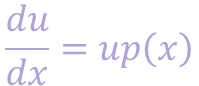 du/dx = up(x)